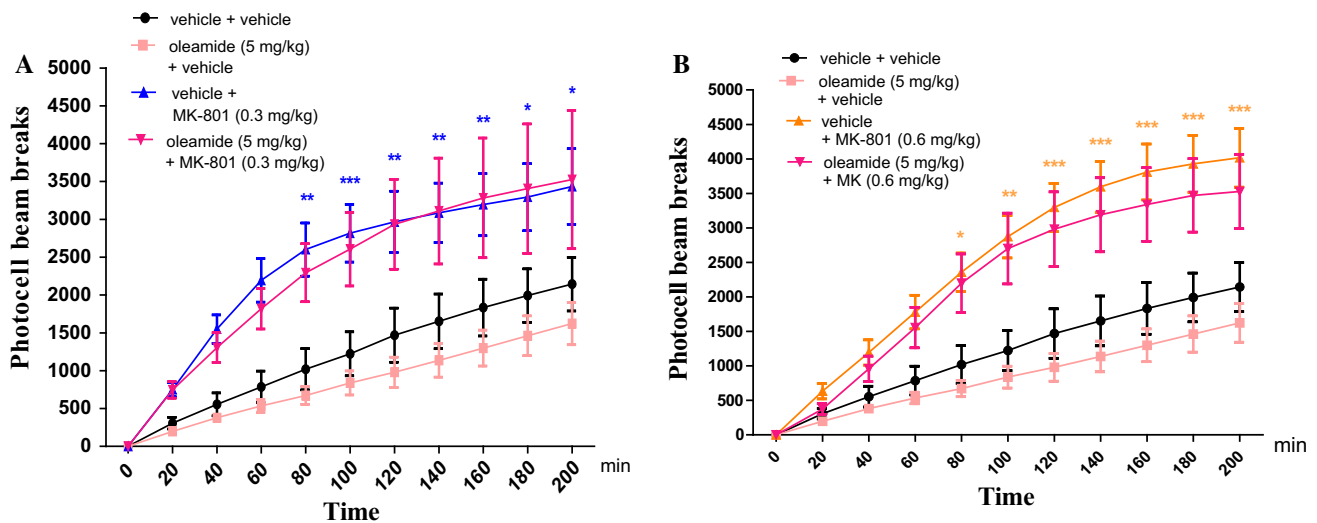 A
vehicle + vehicle
oleamide (5 mg/kg)
+ vehicle
vehicle +
MK-801 (0.3 mg/kg)
oleamide (5 mg/kg)
+ MK-801 (0.3 mg/kg)
Photocell beam breaks
5000
4500
4000
3500
3000
2500
2000
1500
1000
500
0
** *** ** ** ** * *
0 20 40 60 80 100 120 140 160 180 200
min
Time
B
vehicle + vehicle
oleamide (5 mg/kg)
+ vehicle
vehicle
+ MK-801 (0.6 mg/kg)
oleamide (5 mg/kg)
+ MK (0.6 mg/kg)
Photocell beam breaks
5000
4500
4000
3500
3000
2500
2000
1500
1000
500
0
* ** *** *** *** *** ***
0 20 40 60 80 100 120 140 160 180 200
min
Time